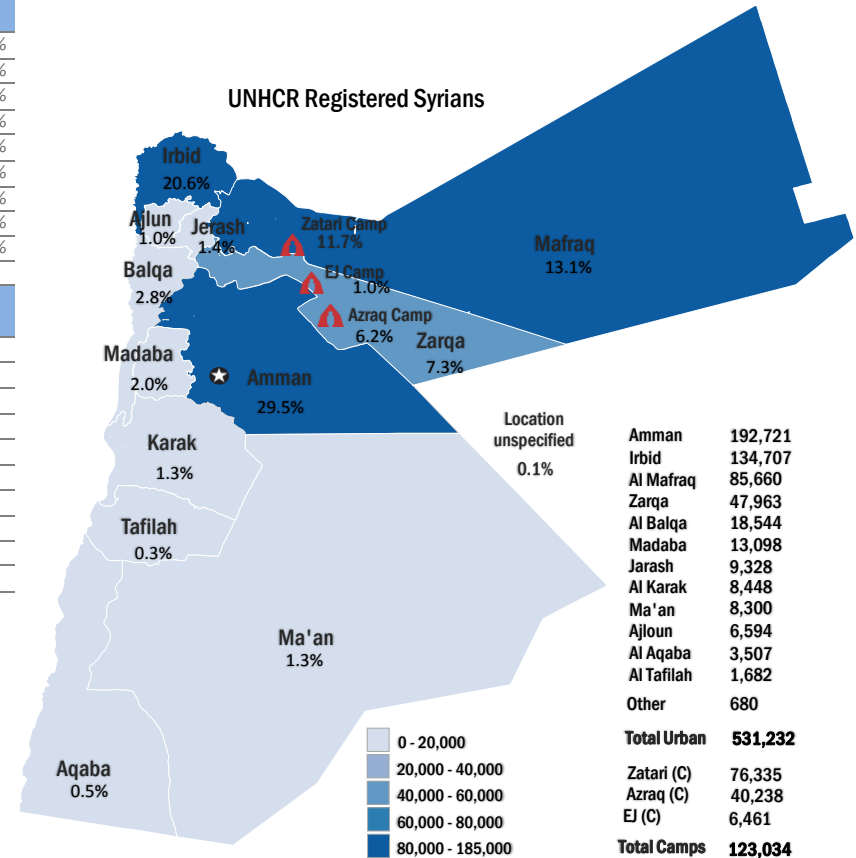 %
%
%
%
%
%
%
%
%
UNHCR Registered Syrians
Irbid
20.6%
Ajlun
1.0%
Jerash
1.4%
Zatari Camp
11.7%
Mafraq
13.1%
Balqa
2.8%
EJ Camp
1.0%
Azraq Camp
6.2%
Zarqa
7.3%
Madaba
2.0%
Amman
29.5%
Karak
1.3%
Location
unspecified
0.1%
Tafilah
0.3%
Ma'an
1.3%
Aqaba
0.5%
0 - 20,000
20,000 - 40,000
40,000 - 60,000
60,000 - 80,000
80,000 - 185,000
Amman 192,721
Irbid 134,707
Al Mafraq 85,660
Zarqa 47,963
Al Balqa 18,544
Madaba 13,098
Jarash 9,328
Al Karak 8,448
Ma'an 8,300
Ajloun 6,594
Al Aqaba 3,507
Al Tafilah 1,682
Other 680
Total Urban 531,232
Zatari (C) 76,335
Azraq (C) 40,238
EJ (C) 6,461
Total Camps 123,034